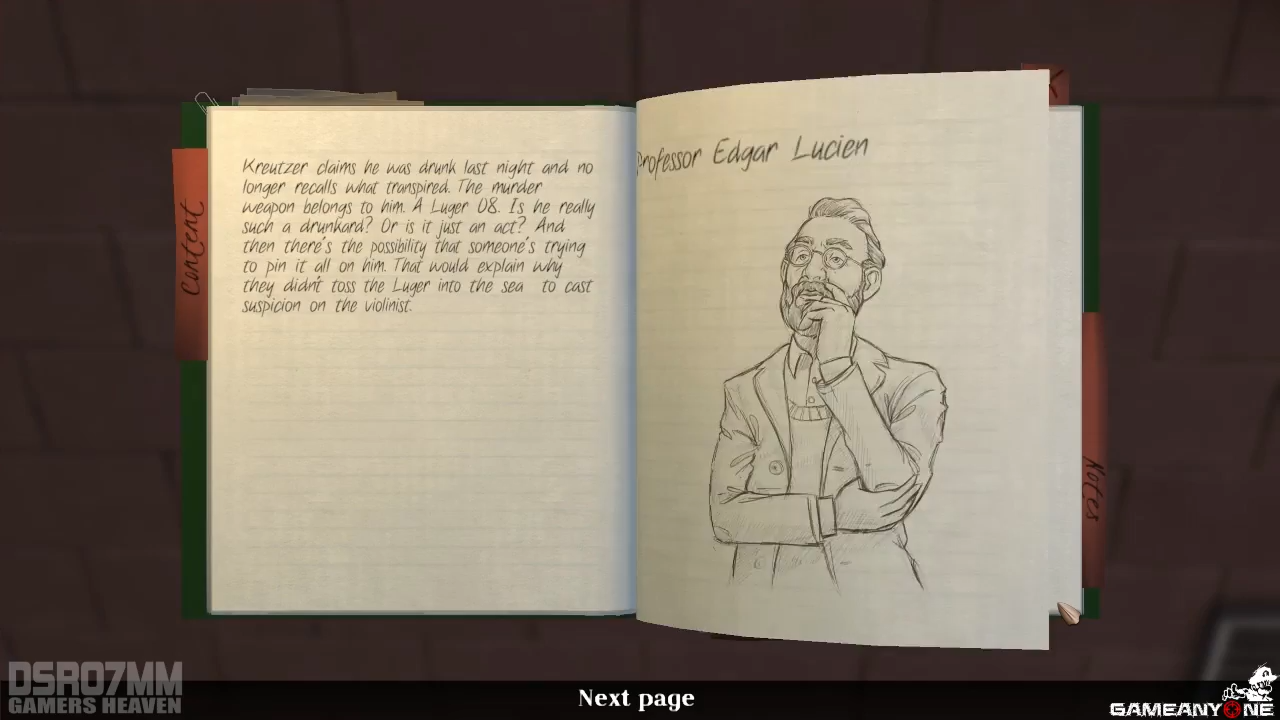 Kreutzer claims he was drunk last night and no
longer recalls what transpired. The murder
weapon belongs to him. A Luger 08. Is he really
such a drunkard? Or is it just an act? And
then there's the possibility that someone's trying
to pin it all on him. That would explain why
they didn't toss the Luger into the sea to cast
suspicion on the violinist.
Professor Edgar Lucien
Content
Notes
Next page
DSRO7MM
GAMERS HEAVEN
GAMEANYONE